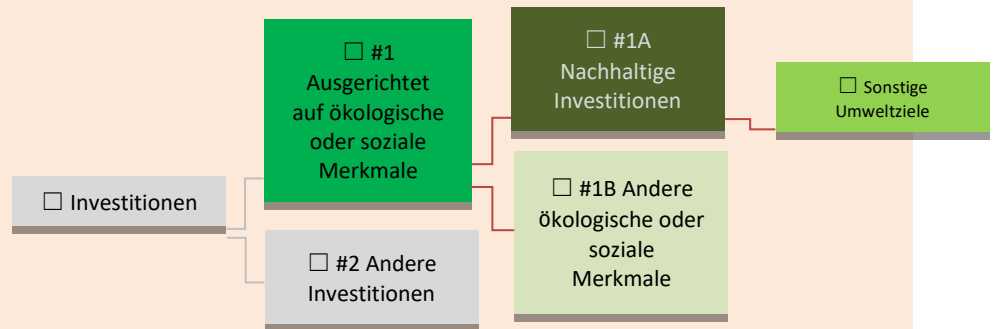 ☐ Investitionen
☐ #1
Ausgerichtet
auf ökologische
oder soziale
Merkmale
☐ #2 Andere
Investitionen
☐ #1A
Nachhaltige
Investitionen
☐ #1B Andere
ökologische oder
soziale
Merkmale
☐ Sonstige
Umweltziele